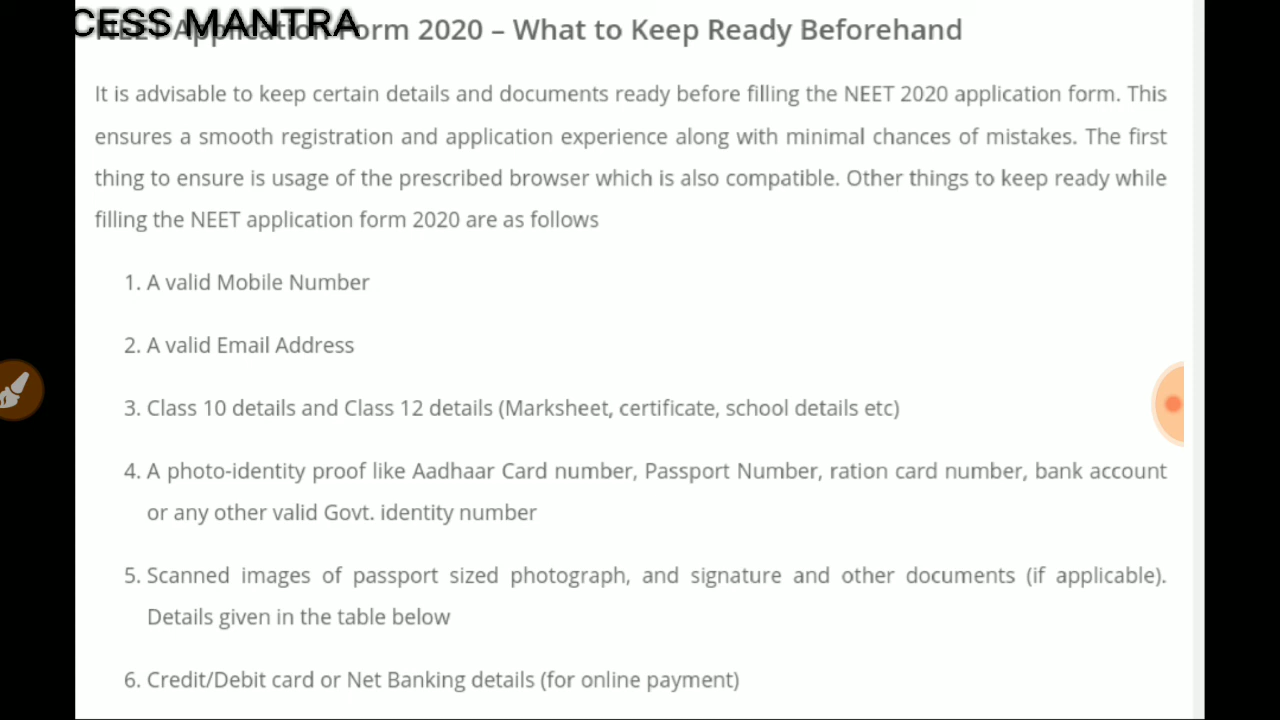 CESS MANTRA
NEET Application Form 2020 – What to Keep Ready Beforehand
It is advisable to keep certain details and documents ready before filling the NEET 2020 application form. This
ensures a smooth registration and application experience along with minimal chances of mistakes. The first
thing to ensure is usage of the prescribed browser which is also compatible. Other things to keep ready while
filling the NEET application form 2020 are as follows
1. A valid Mobile Number
2. A valid Email Address
3. Class 10 details and Class 12 details (Marksheet, certificate, school details etc)
4. A photo-identity proof like Aadhaar Card number, Passport Number, ration card number, bank account
or any other valid Govt. identity number
5. Scanned images of passport sized photograph, and signature and other documents (if applicable).
Details given in the table below
6. Credit/Debit card or Net Banking details (for online payment)